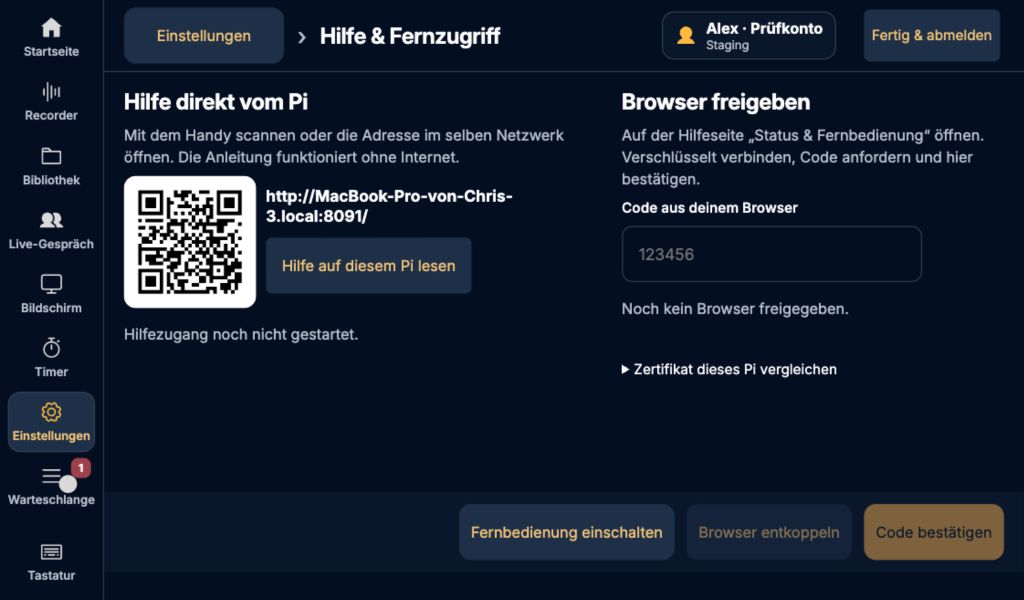 Startseite
Recorder
Bibliothek
Live-Gespräch
Bildschirm
Timer
Einstellungen
1
Warteschlange
Tastatur
Einstellungen
› Hilfe & Fernzugriff
Alex · Prüfkonto
Staging
Fertig & abmelden
Hilfe direkt vom Pi
Mit dem Handy scannen oder die Adresse im selben Netzwerk
öffnen. Die Anleitung funktioniert ohne Internet.
http://MacBook-Pro-von-Chris-
3.local:8091/
Hilfe auf diesem Pi lesen
Hilfezugang noch nicht gestartet.
Browser freigeben
Auf der Hilfeseite „Status & Fernbedienung“ öffnen.
Verschlüsselt verbinden, Code anfordern und hier
bestätigen.
Code aus deinem Browser
123456
Noch kein Browser freigegeben.
Zertifikat dieses Pi vergleichen
Fernbedienung einschalten
Browser entkoppeln
Code bestätigen